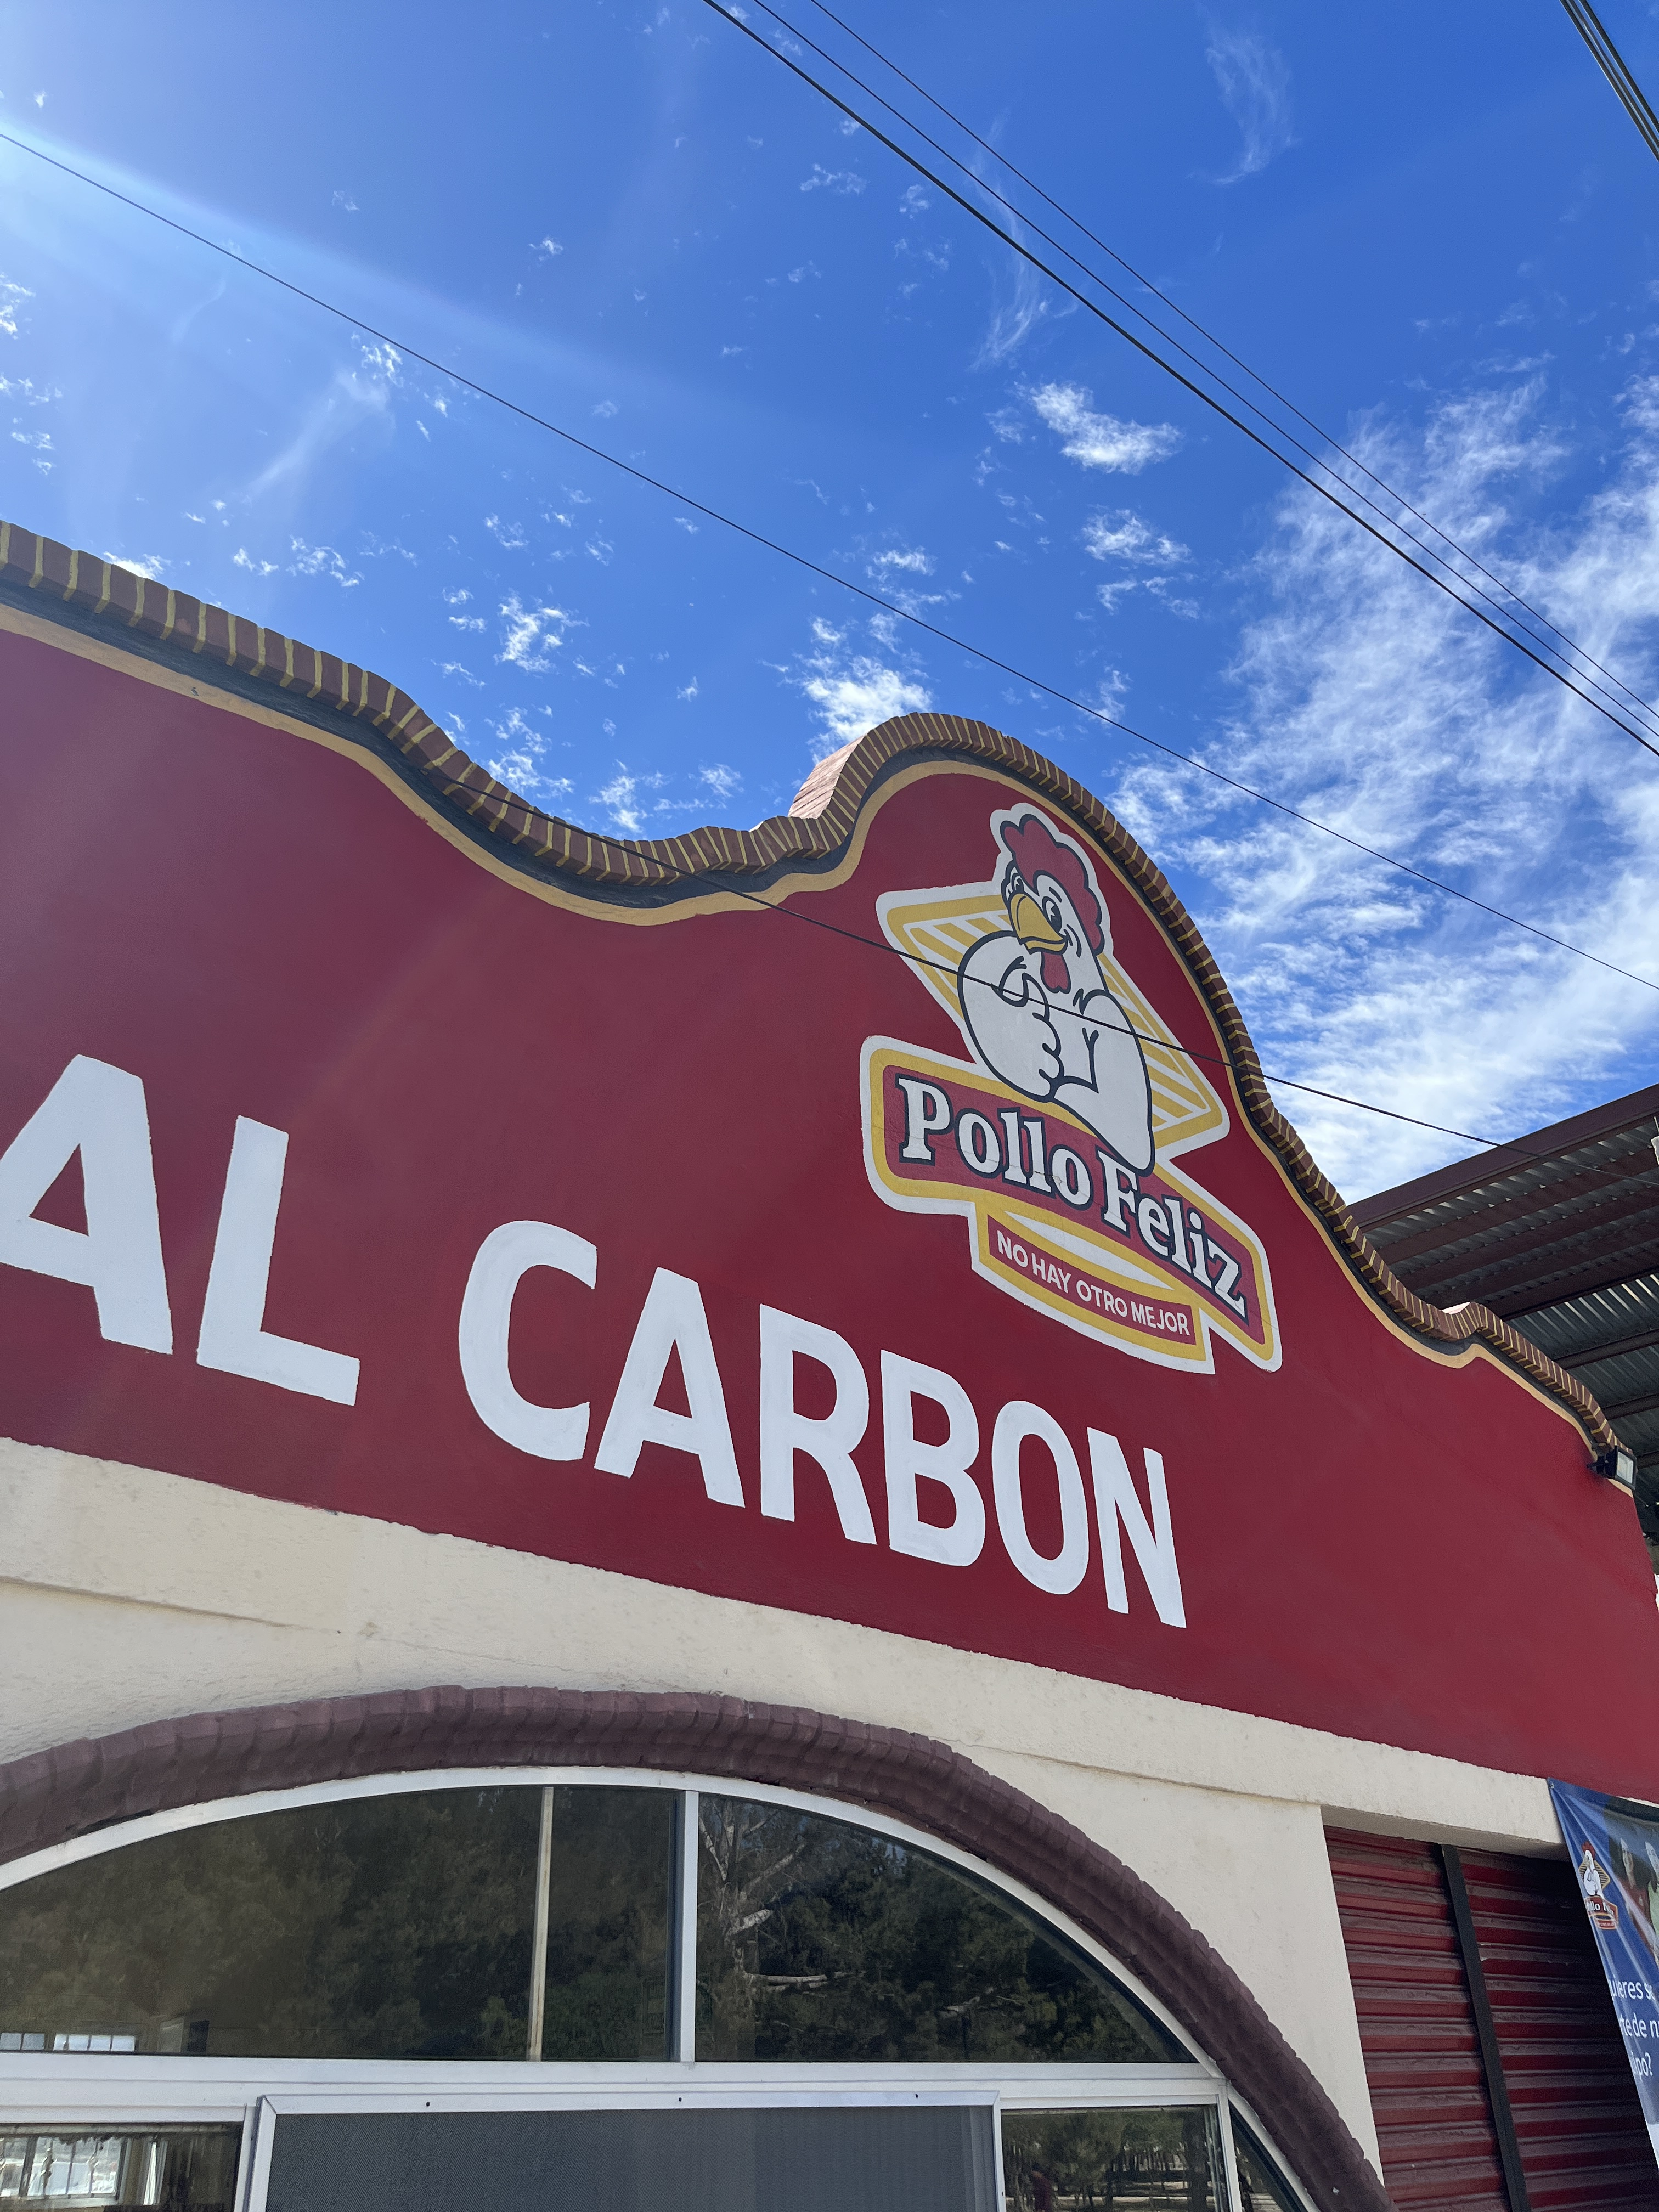 Pollo Feliz
NO HAY OTRO MEJOR
AL CARBON